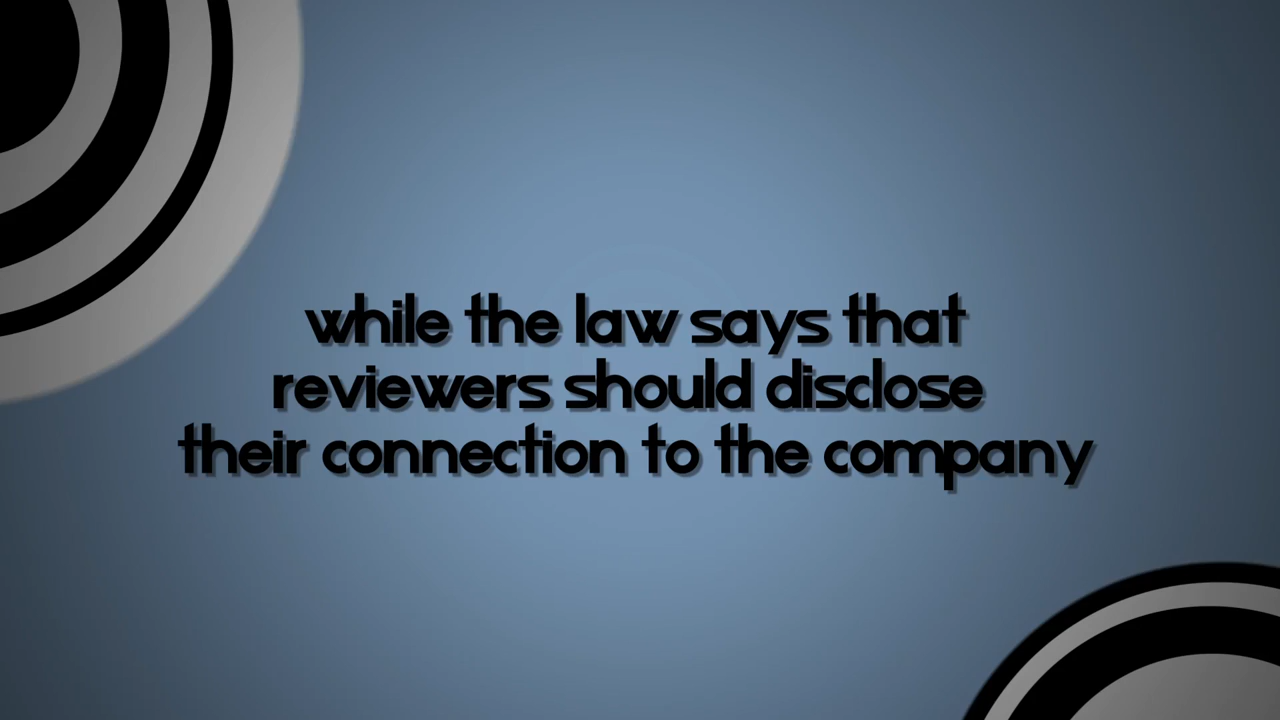 while the law says that
reviewers should disclose
their connection to the company